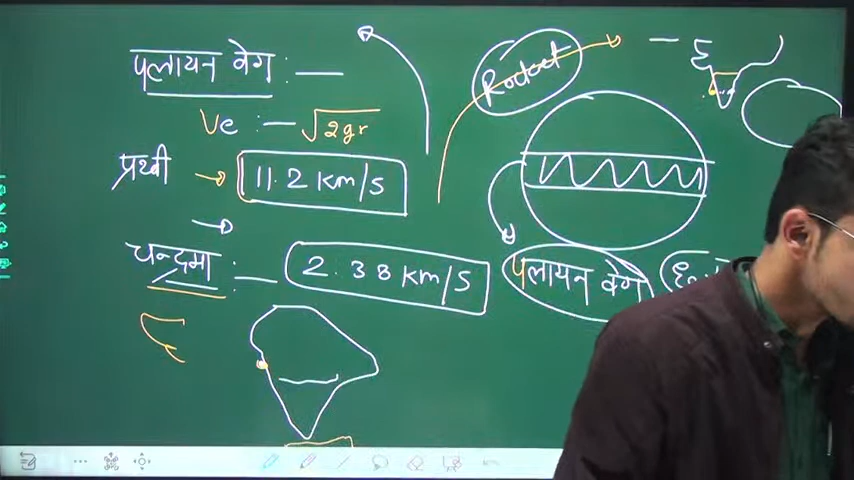 पलायन वेग : —
Ve : — √2gr
प्रथ्वी → 11.2 Km/S
चन्द्रमा : — 2.38 Km/S
Rocket
पलायन वेग